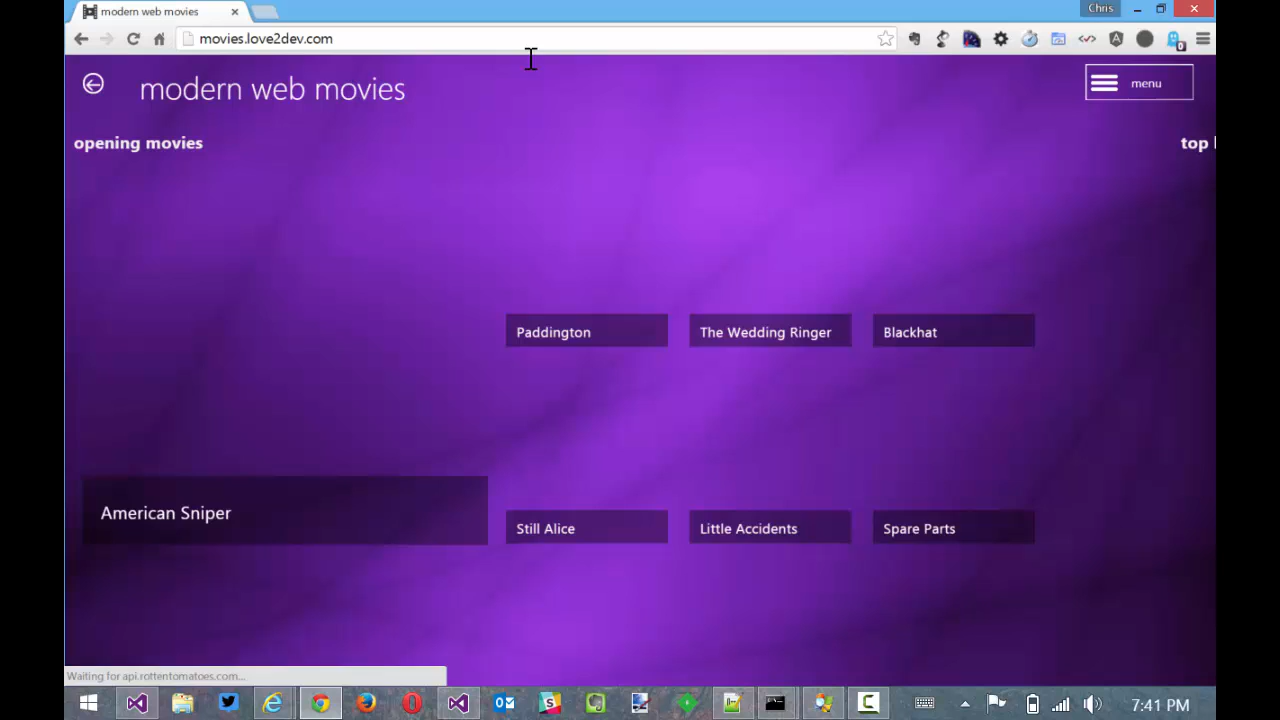 modern web movies
Chris
movies.love2dev.com
0
modern web movies
menu
opening movies
top
Paddington
The Wedding Ringer
Blackhat
American Sniper
Still Alice
Little Accidents
Spare Parts
Waiting for api.rottentomatoes.com...
7:41 PM